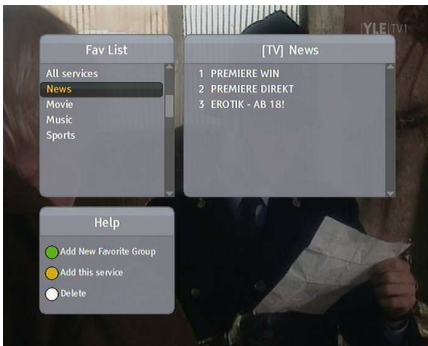 YLE TV1
Fav List
All services
News
Movie
Music
Sports
[TV] News
1 PREMIERE WIN
2 PREMIERE DIREKT
3 EROTIK - AB 18!
Help
Add New Favorite Group
Add this service
Delete